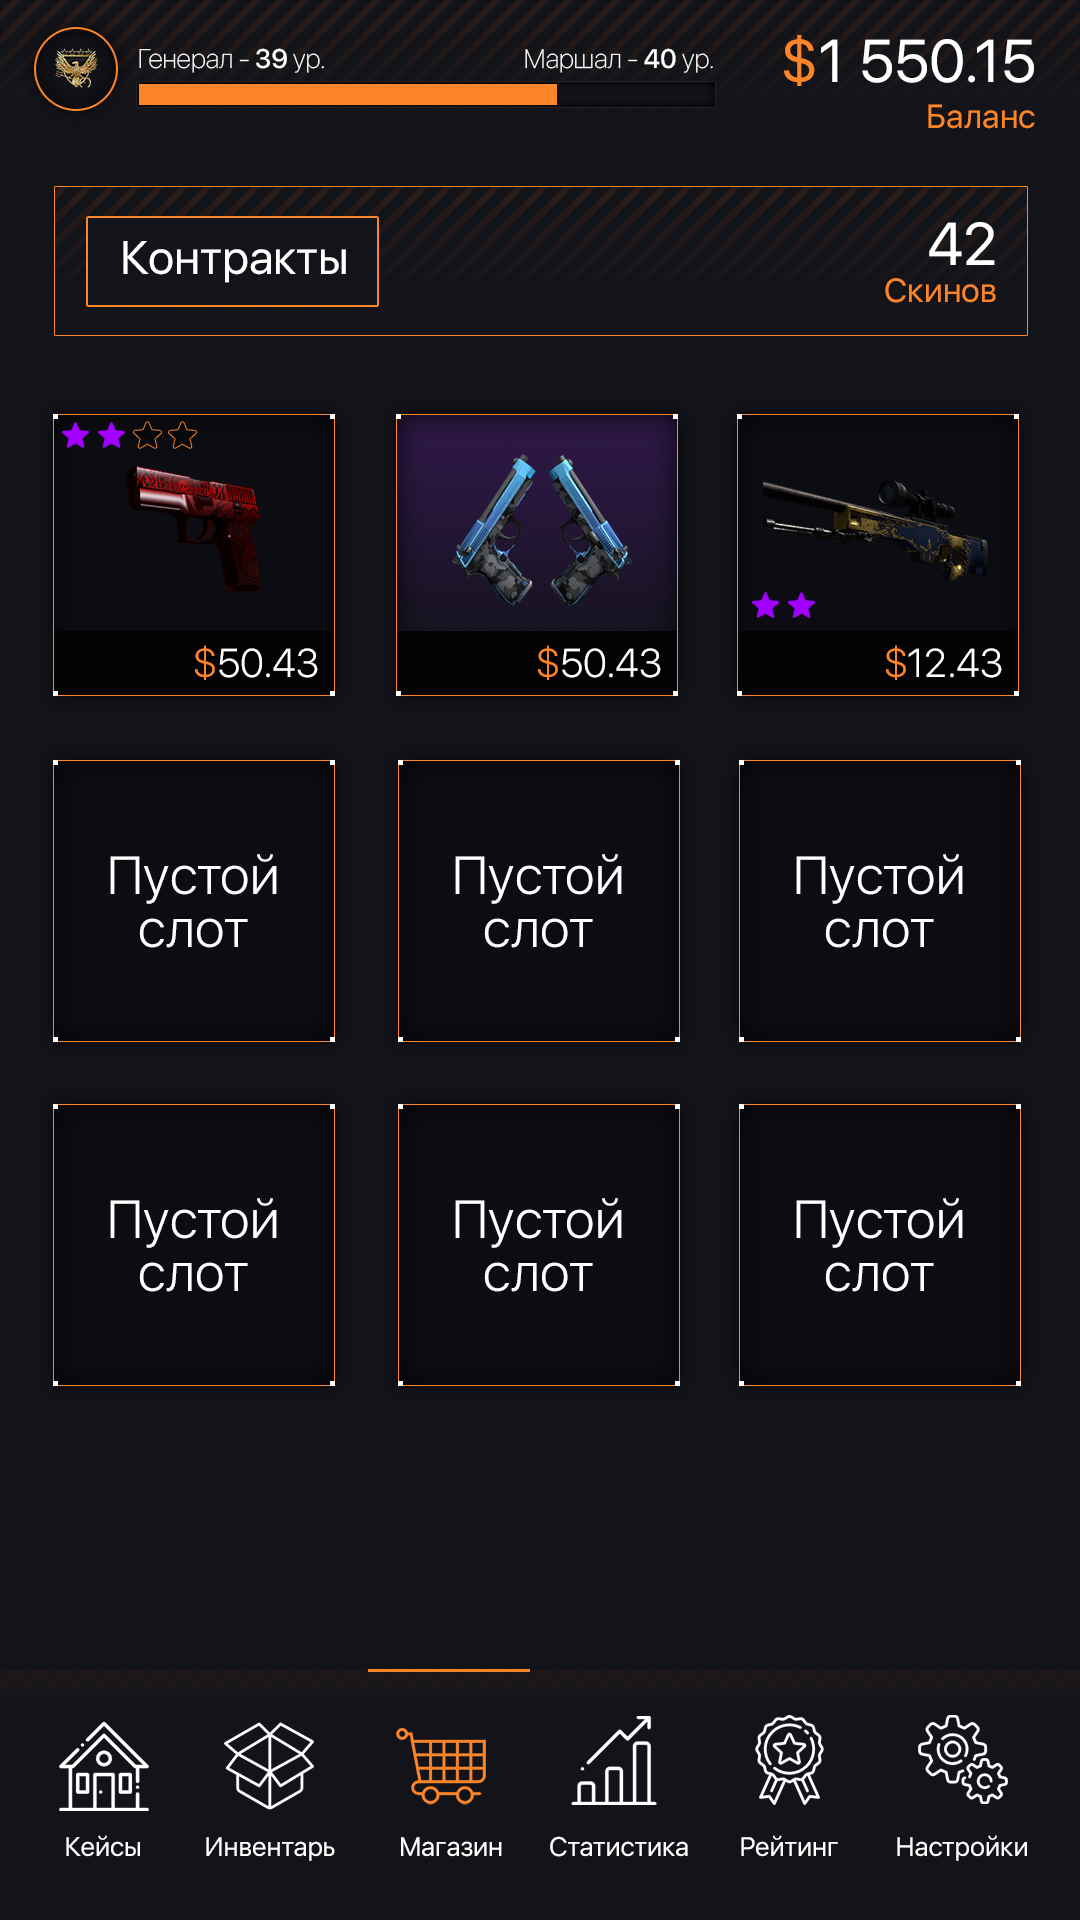 Генерал - 39 ур.
Маршал - 40 ур.
$1 550.15
Баланс
Контракты
42
Скинов
$50.43
$50.43
$12.43
Пустой
слот
Пустой
слот
Пустой
слот
Пустой
слот
Пустой
слот
Пустой
слот
Кейсы
Инвентарь
Магазин
Статистика
Рейтинг
Настройки